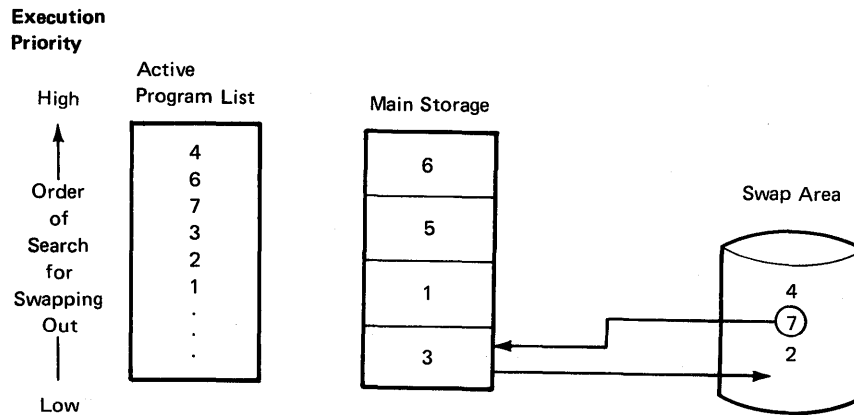 Execution
Priority
High
Order
of
Search
for
Swapping
Out
Low
Active
Program List
4
6
7
3
2
1
.
.
.
Main Storage
6
5
1
3
Swap Area
4
7
2